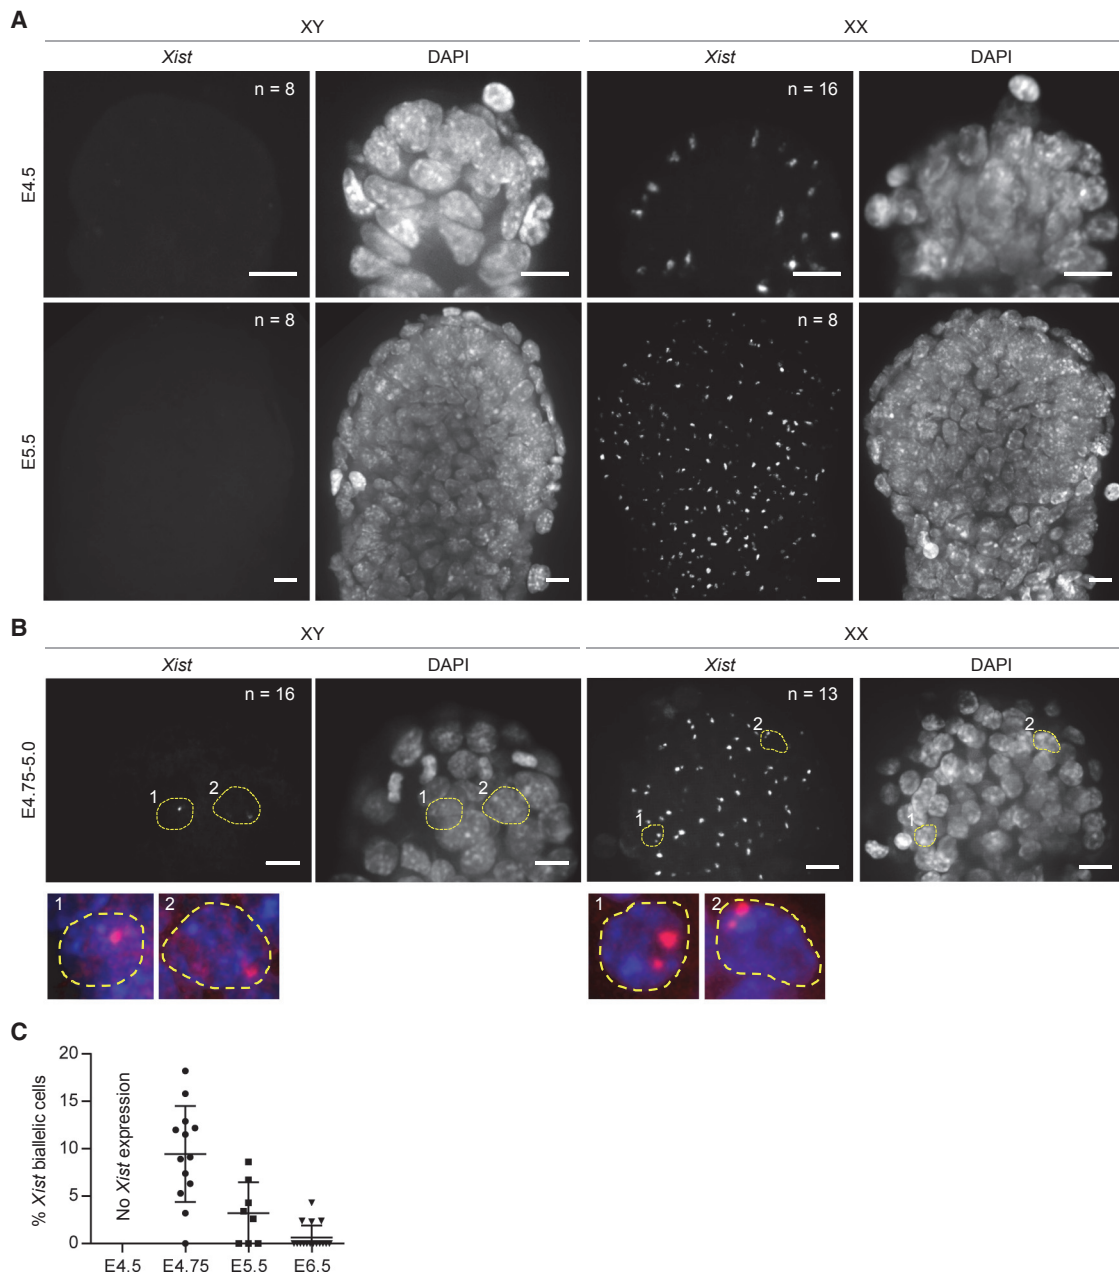 A
XY XX
Xist DAPI Xist DAPI
E4.5
n = 8 n = 16
E5.5
n = 8 n = 8
B
XY XX
Xist DAPI Xist DAPI
E4.75-5.0
n = 16 n = 13
1 2 1 2 1 2 1 2
1 2 1 2
C
% Xist biallelic cells
20
15
10
5
0
No Xist expression
E4.5 E4.75 E5.5 E6.5